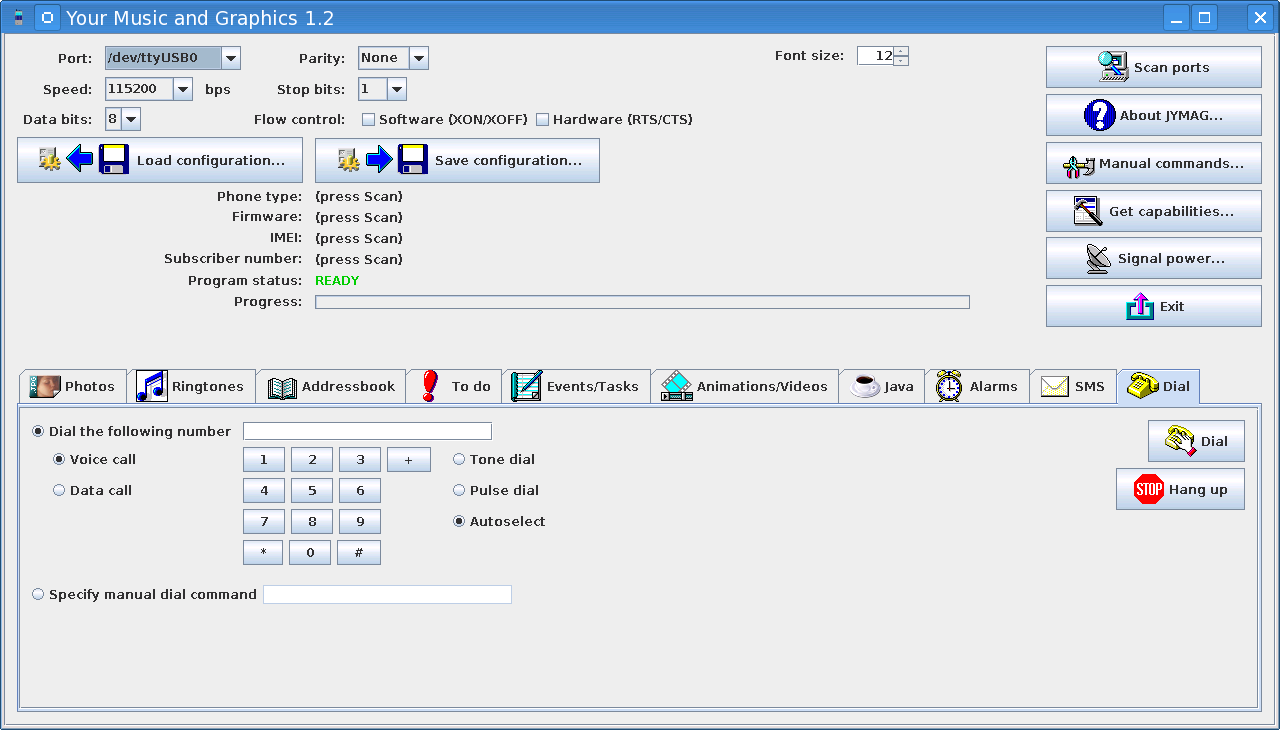 Your Music and Graphics 1.2
Port: /dev/ttyUSB0 Parity: None Font size: 12 Scan ports
Speed: 115200 bps Stop bits: 1 About JYMAG...
Data bits: 8 Flow control: Software (XON/XOFF) Hardware (RTS/CTS)
Load configuration... Save configuration... Manual commands...
Phone type: (press Scan)
Firmware: (press Scan) Get capabilities...
IMEI: (press Scan)
Subscriber number: (press Scan) Signal power...
Program status: READY
Progress: Exit
JPG Photos Ringtones Addressbook To do Events/Tasks Animations/Videos Java Alarms SMS Dial
Dial the following number Dial
Voice call 1 2 3 + Tone dial
Data call 4 5 6 Pulse dial STOP Hang up
7 8 9 Autoselect
* 0 #
Specify manual dial command